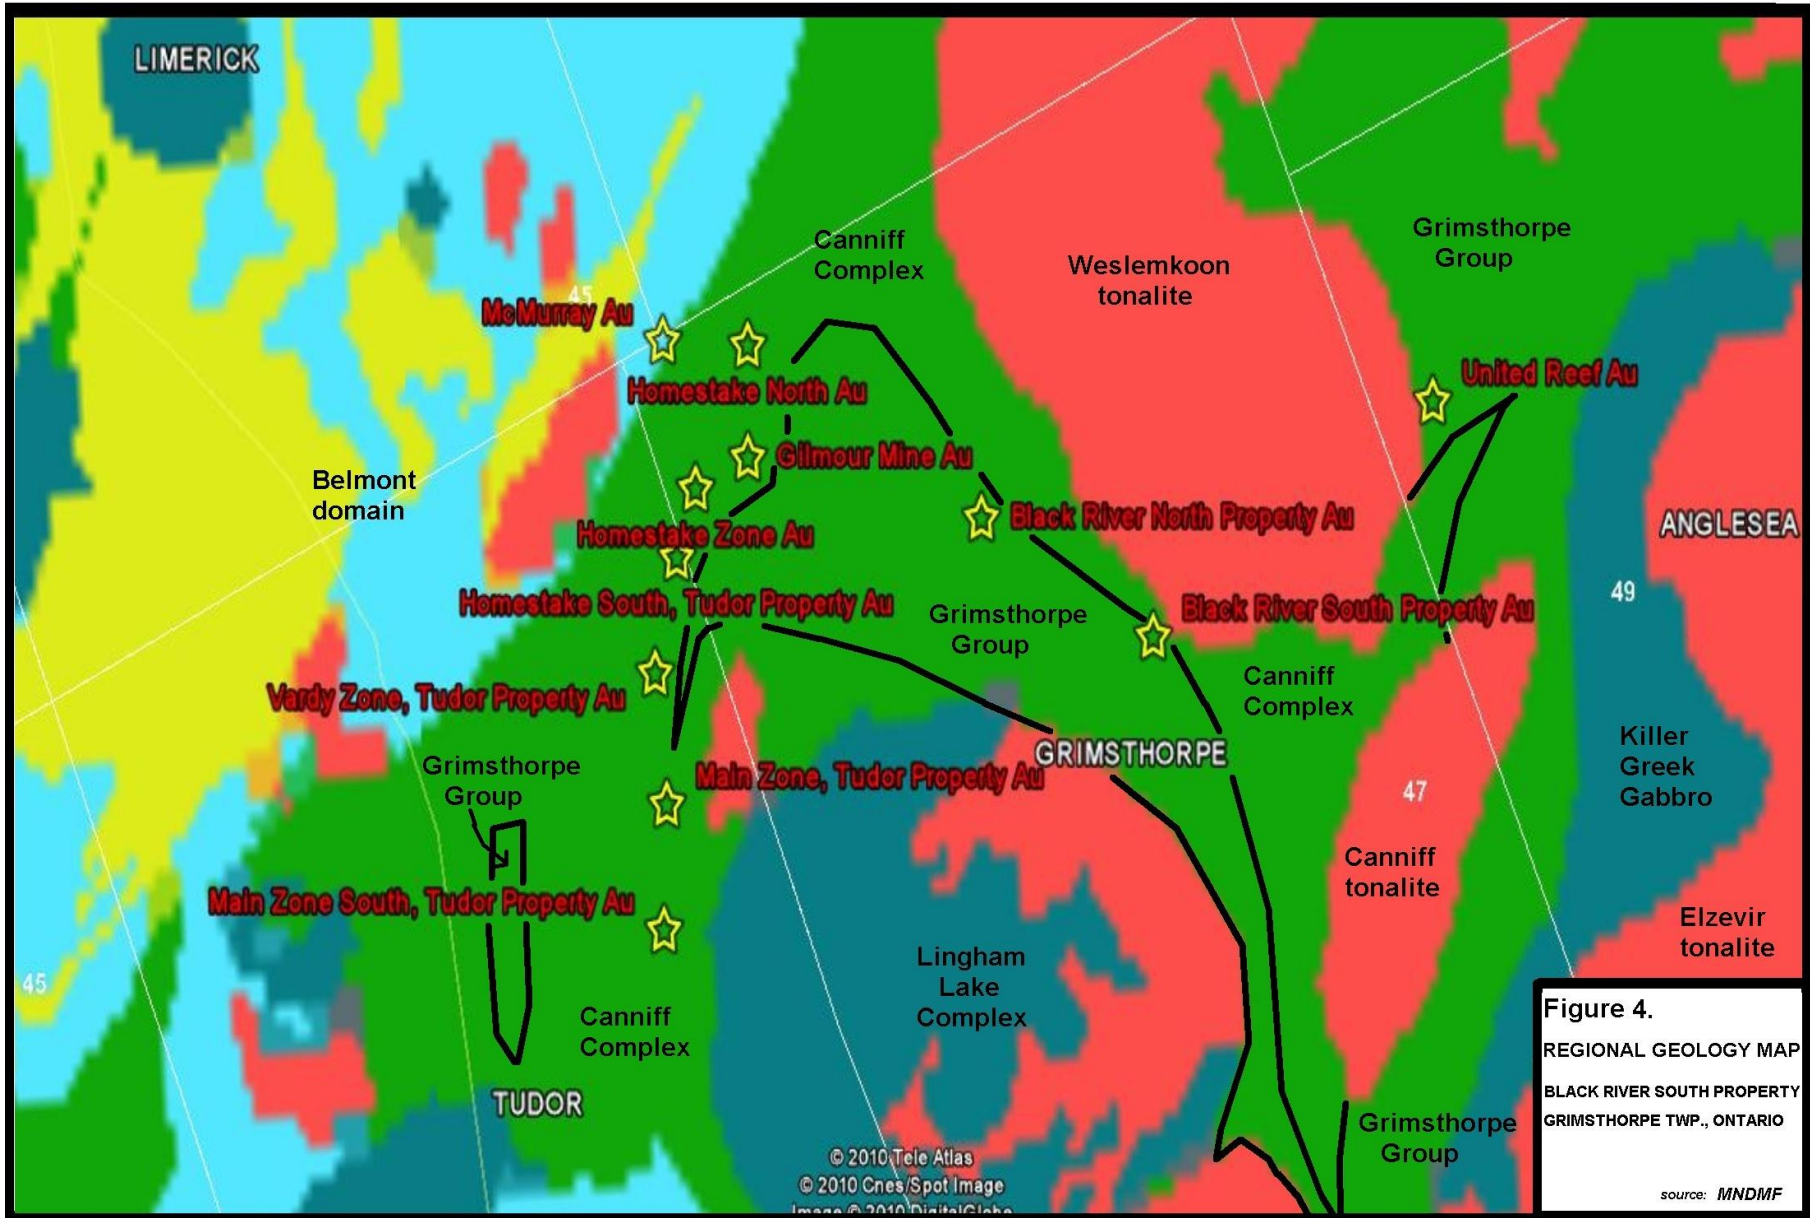 LIMERICK
Canniff
Complex
Weslemkoon
tonalite
Grimsthorpe
Group
45
McMurray Au
Homestake North Au
United Reef Au
Gilmour Mine Au
Belmont
domain
Black River North Property Au
ANGLESEA
Homestake Zone Au
49
Homestake South, Tudor Property Au
Grimsthorpe
Group
Black River South Property Au
Vardy Zone, Tudor Property Au
Canniff
Complex
GRIMSTHORPE
Killer
Greek
Gabbro
Grimsthorpe
Group
Main Zone, Tudor Property Au
47
Canniff
tonalite
Main Zone South, Tudor Property Au
Elzevir
tonalite
Lingham
Lake
Complex
45
Canniff
Complex
TUDOR
Grimsthorpe
Group
© 2010 Tele Atlas
© 2010 Cnes/Spot Image
Image © 2010 DigitalGlobe
Figure 4.
REGIONAL GEOLOGY MAP
BLACK RIVER SOUTH PROPERTY
GRIMSTHORPE TWP., ONTARIO
source: MNDMF